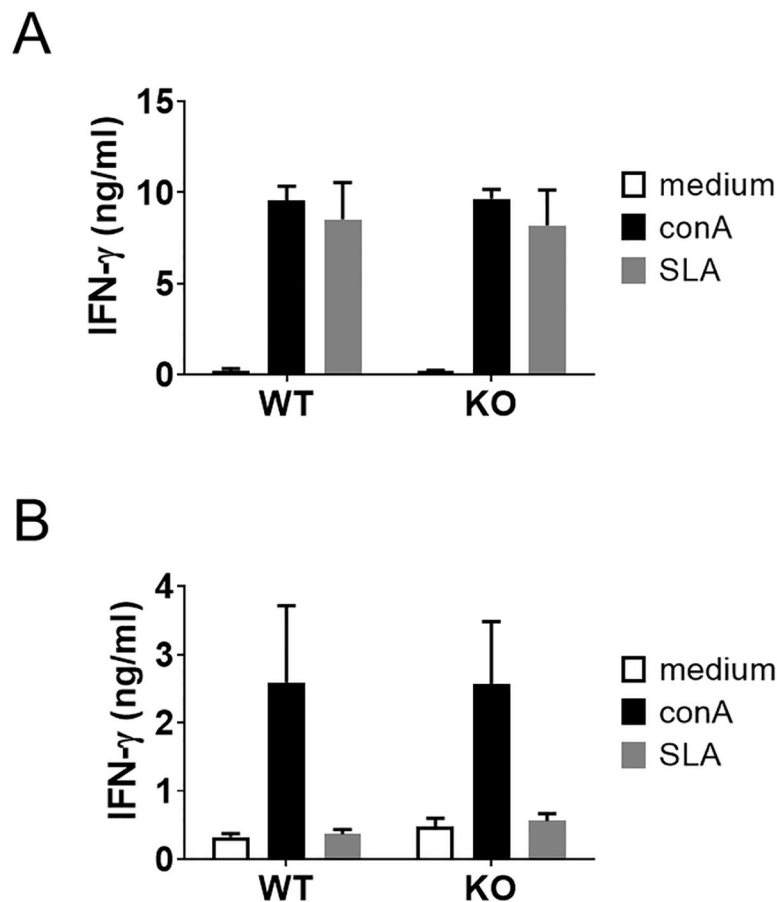 A
IFN-γ (ng/ml)
15
10
5
0
WT
KO
medium
conA
SLA
B
IFN-γ (ng/ml)
4
3
2
1
0
WT
KO
medium
conA
SLA